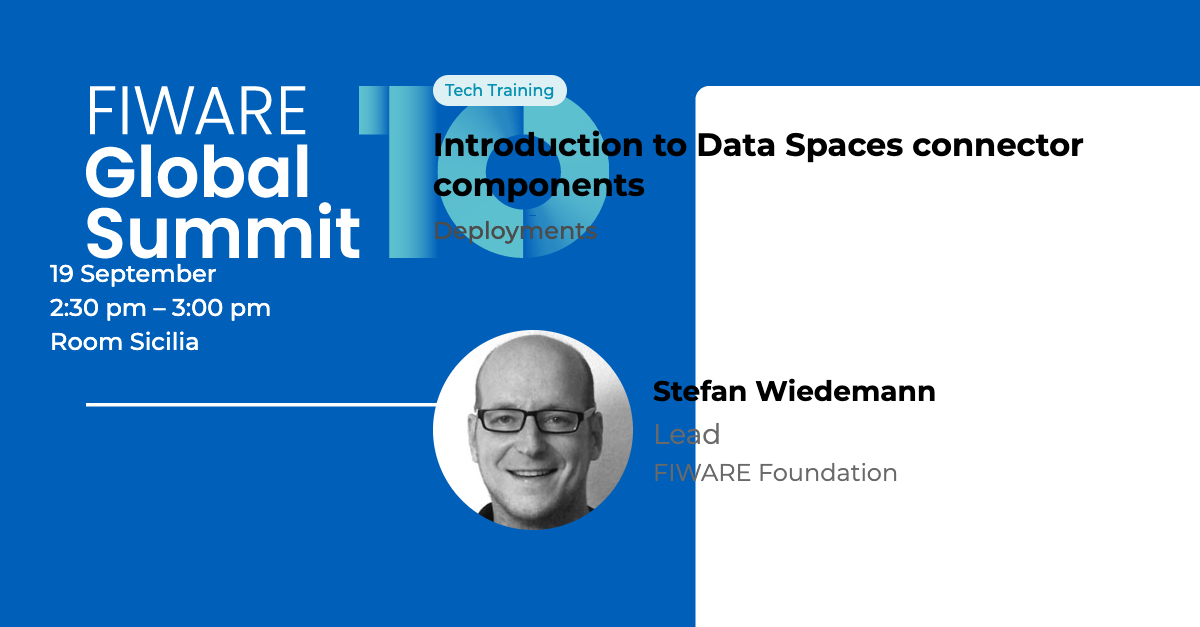 FIWARE
Global
Summit
10
19 September
2:30 pm – 3:00 pm
Room Sicilia
Tech Training
Introduction to Data Spaces connector
components
Deployments
Stefan Wiedemann
Lead
FIWARE Foundation